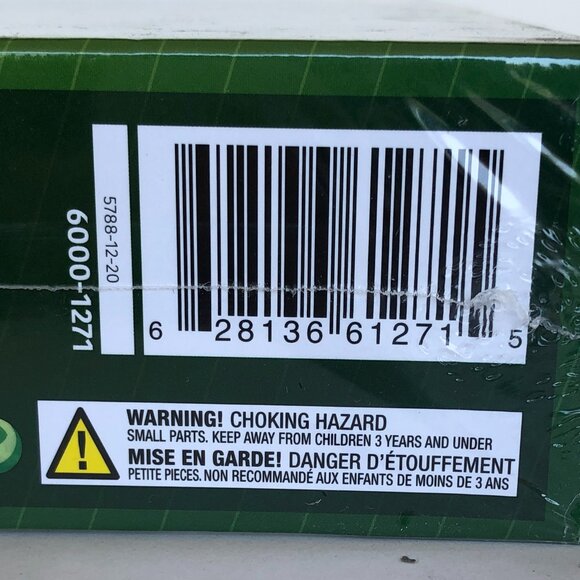 5788-12-20
6000-1271
6 28136 61271 5
WARNING! CHOKING HAZARD
SMALL PARTS. KEEP AWAY FROM CHILDREN 3 YEARS AND UNDER
MISE EN GARDE! DANGER D'ÉTOUFFEMENT
PETITE PIECES. NON RECOMMANDÉ AUX ENFANTS DE MOINS DE 3 ANS